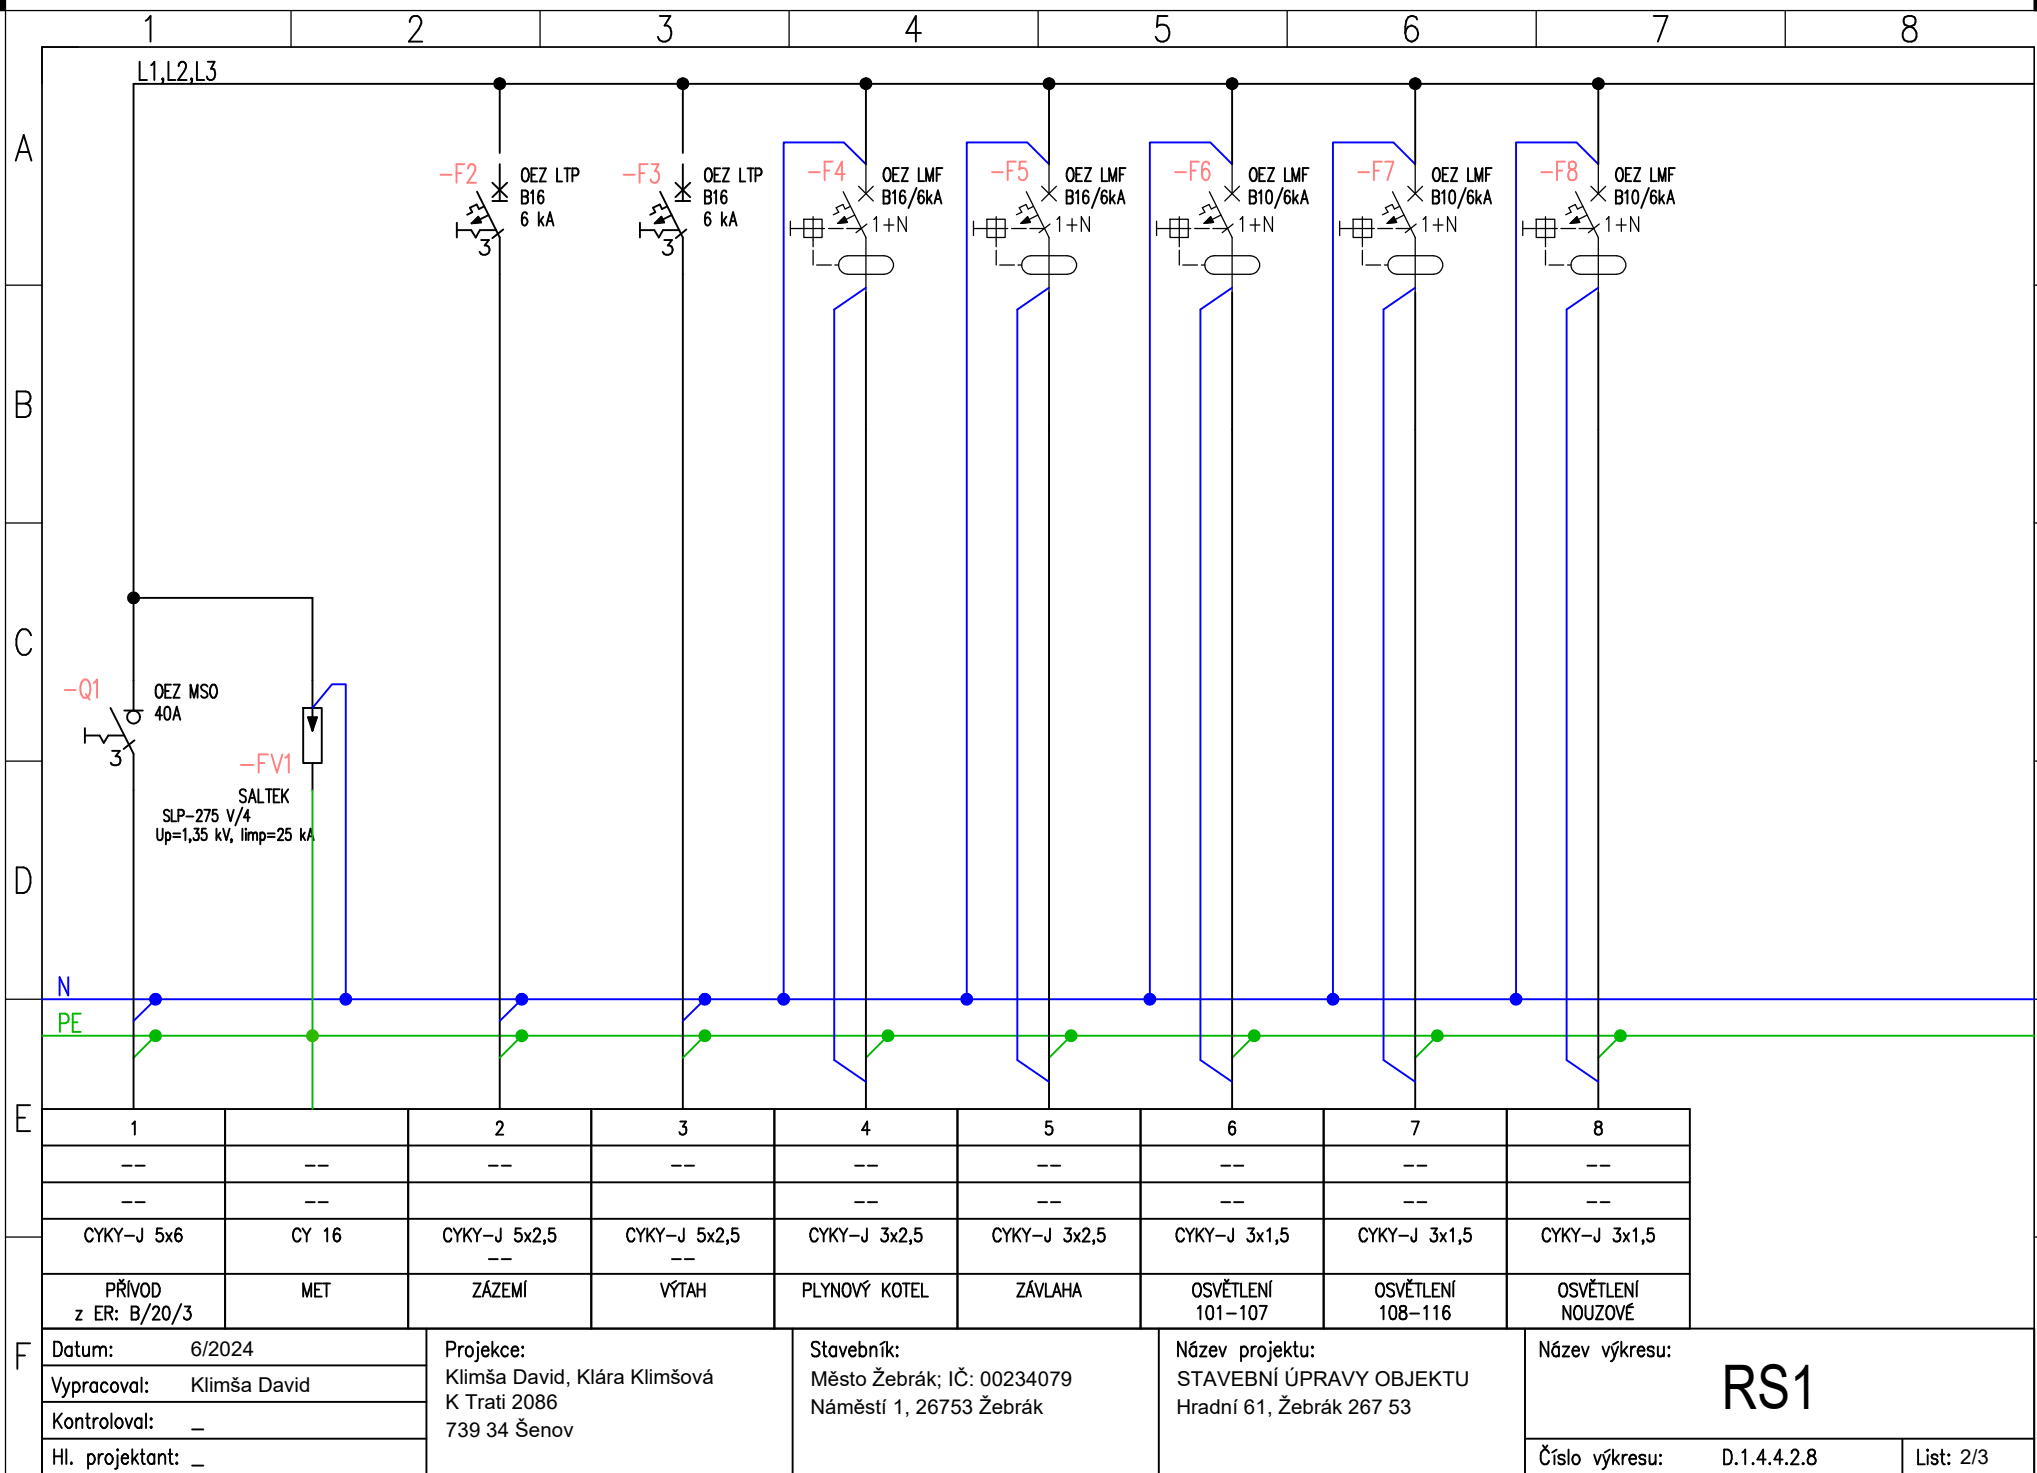 1 2 3 4 5 6 7 8
A
B
C
D
E
F
L1,L2,L3
-F2
OEZ LTP
B16
6 kA
3
-F3
OEZ LTP
B16
6 kA
3
-F4
OEZ LMF
B16/6kA
1+N
-F5
OEZ LMF
B16/6kA
1+N
-F6
OEZ LMF
B10/6kA
1+N
-F7
OEZ LMF
B10/6kA
1+N
-F8
OEZ LMF
B10/6kA
1+N
-Q1
OEZ MSO
40A
3
-FV1
SALTEK
SLP-275 V/4
Up=1,35 kV, Iimp=25 kA
N
PE
1 2 3 4 5 6 7 8
-- -- -- -- -- -- -- -- --
-- -- -- -- -- -- --
CYKY-J 5x6 CY 16 CYKY-J 5x2,5 CYKY-J 5x2,5 CYKY-J 3x2,5 CYKY-J 3x2,5 CYKY-J 3x1,5 CYKY-J 3x1,5 CYKY-J 3x1,5
-- --
PŘÍVOD
z ER: B/20/3
MET
ZÁZEMÍ
VÝTAH
PLYNOVÝ KOTEL
ZÁVLAHA
OSVĚTLENÍ
101-107
OSVĚTLENÍ
108-116
OSVĚTLENÍ
NOUZOVÉ
Datum: 6/2024
Vypracoval: Klimša David
Kontroloval: _
Hl. projektant: _
Projekce:
Klimša David, Klára Klimšová
K Trati 2086
739 34 Šenov
Stavebník:
Město Žebrák; IČ: 00234079
Náměstí 1, 26753 Žebrák
Název projektu:
STAVEBNÍ ÚPRAVY OBJEKTU
Hradní 61, Žebrák 267 53
Název výkresu:
RS1
Číslo výkresu: D.1.4.4.2.8
List: 2/3